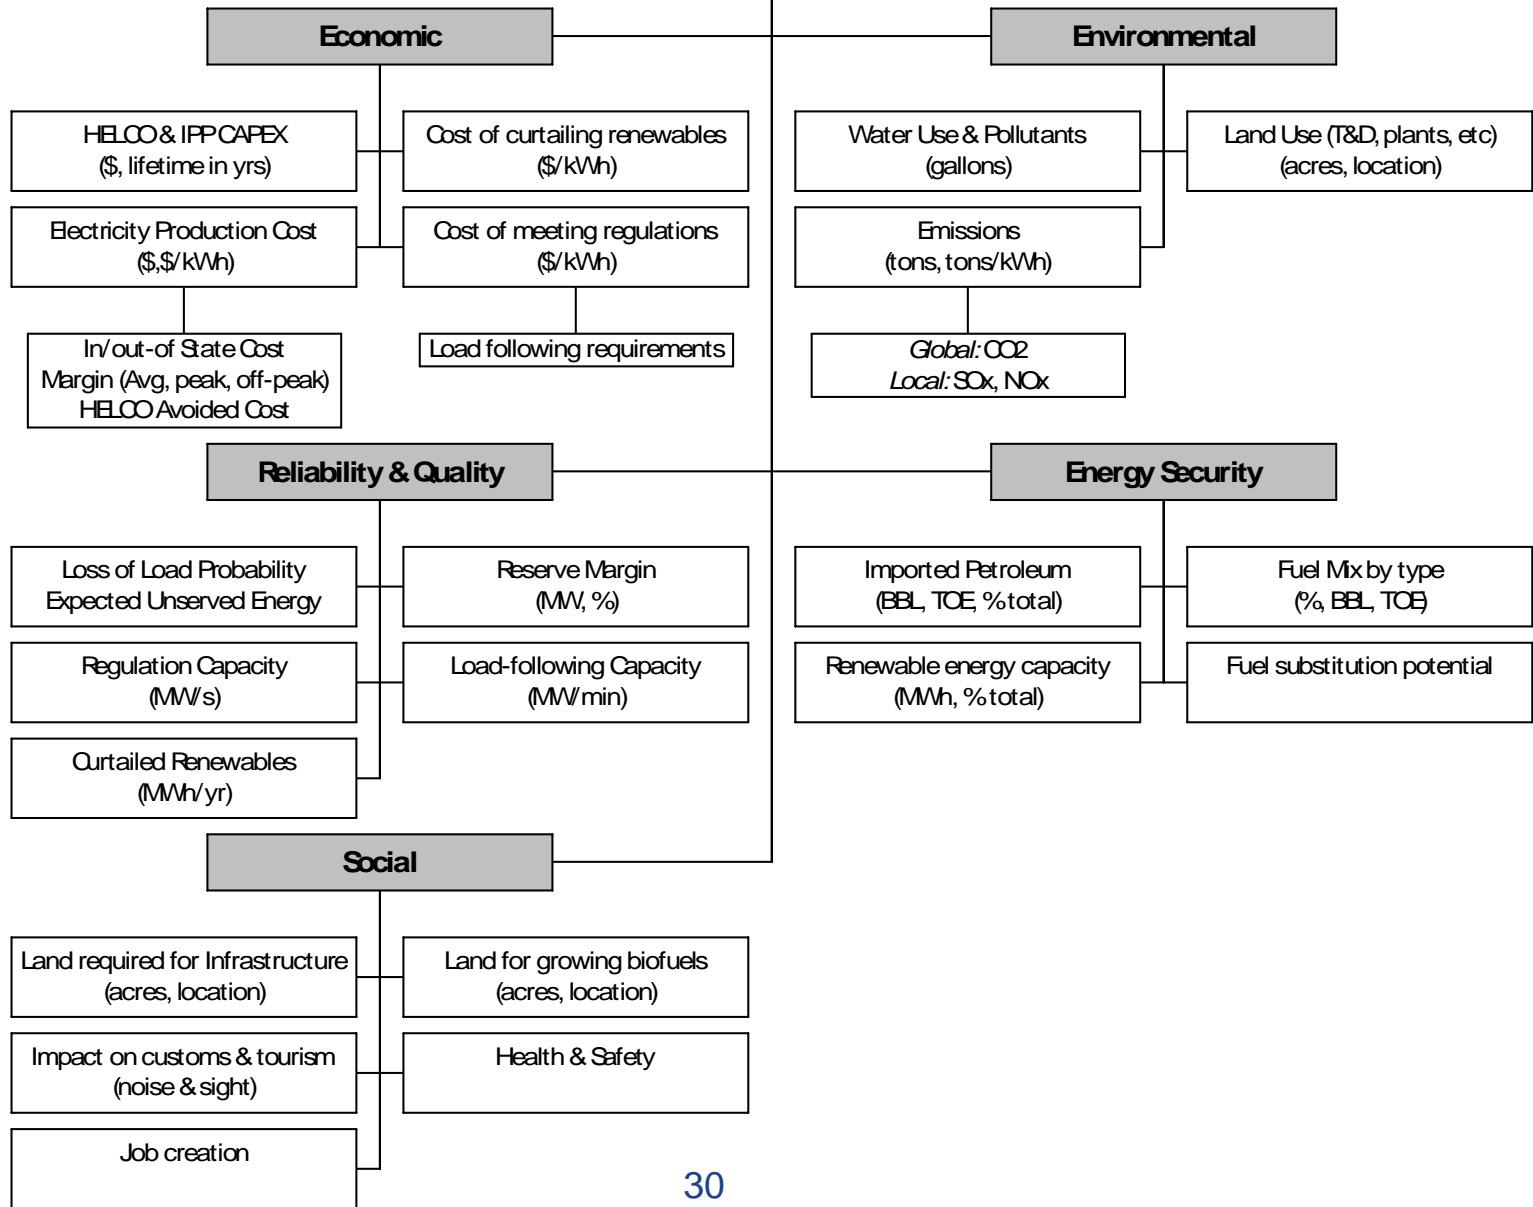 Economic
HELCO & IPP CAPEX
($, lifetime in yrs)
Cost of curtailing renewables
($/kWh)
Electricity Production Cost
($,$/kWh)
Cost of meeting regulations
($/kWh)
In/out-of State Cost
Margin (Avg, peak, off-peak)
HELCO Avoided Cost
Load following requirements
Environmental
Water Use & Pollutants
(gallons)
Land Use (T&D, plants, etc)
(acres, location)
Emissions
(tons, tons/kWh)
Global: CO2
Local: SOx, NOx
Reliability & Quality
Loss of Load Probability
Expected Unserved Energy
Reserve Margin
(MW, %)
Regulation Capacity
(MW/s)
Load-following Capacity
(MW/min)
Curtailed Renewables
(MWh/yr)
Energy Security
Imported Petroleum
(BBL, TOE, % total)
Fuel Mix by type
(%, BBL, TOE)
Renewable energy capacity
(MWh, % total)
Fuel substitution potential
Social
Land required for Infrastructure
(acres, location)
Land for growing biofuels
(acres, location)
Impact on customs & tourism
(noise & sight)
Health & Safety
Job creation
30